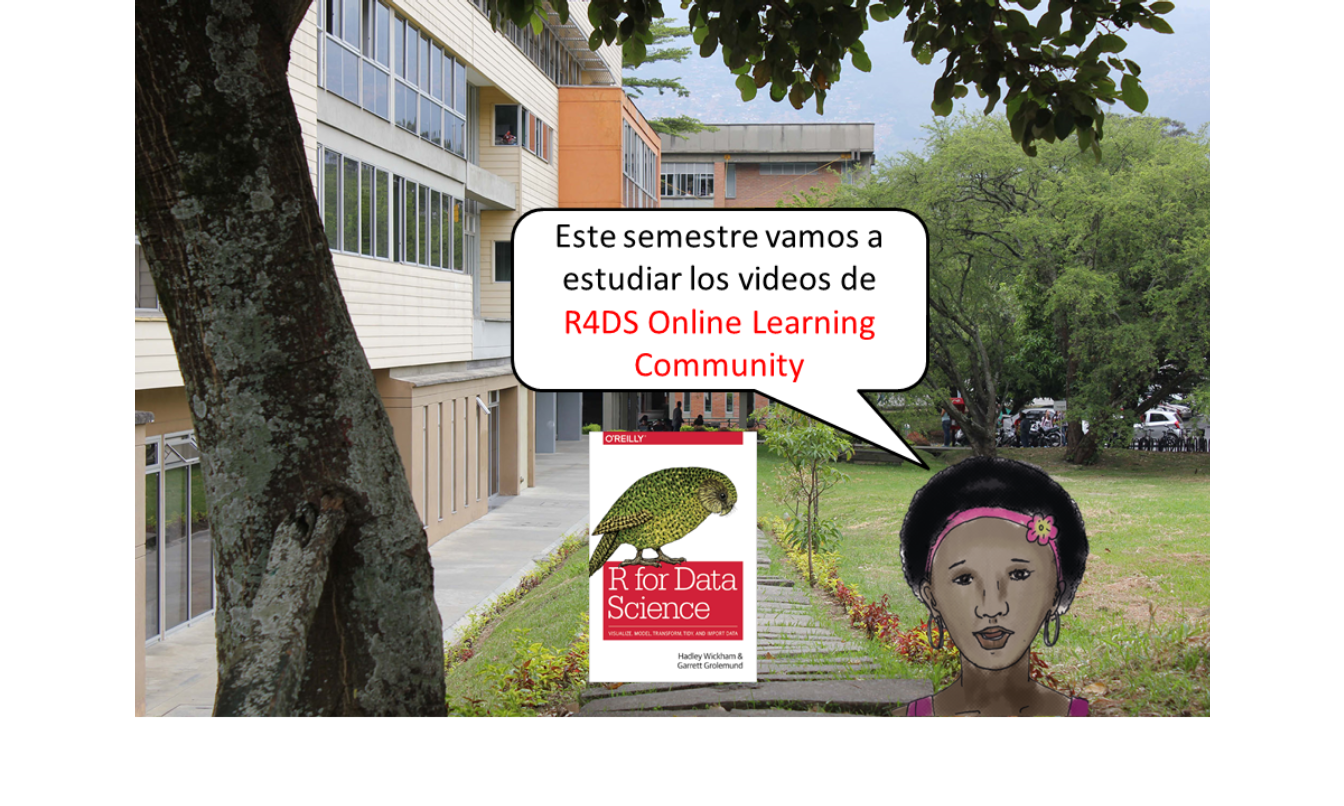 Este semestre vamos a
estudiar los videos de
R4DS Online Learning
Community
O'REILLY
R for Data
Science
VISUALIZE, MODEL, TRANSFORM, TIDY, AND IMPORT DATA
Hadley Wickham &
Garrett Grolemund